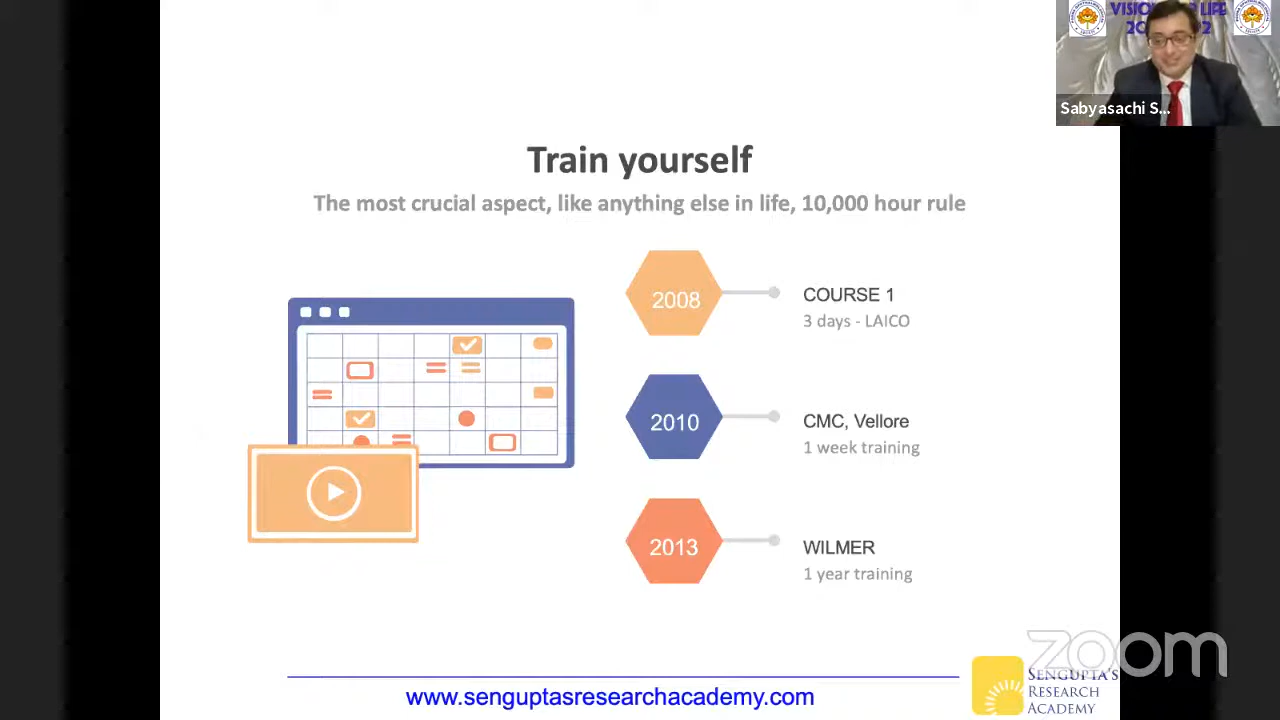 Train yourself
The most crucial aspect, like anything else in life, 10,000 hour rule
2008
COURSE 1
3 days - LAICO
2010
CMC, Vellore
1 week training
2013
WILMER
1 year training
www.senguptasresearchacademy.com
SENGUPTA'S
RESEARCH
ACADEMY
zoom
Sabyasachi S...